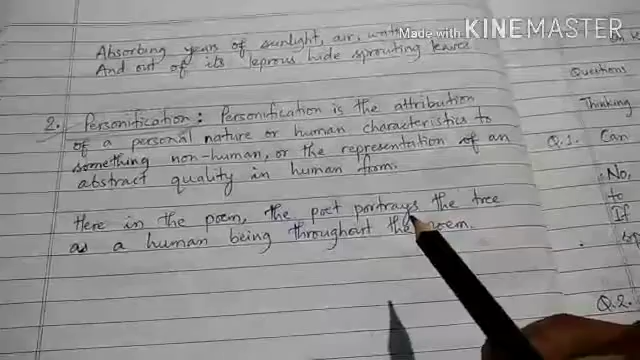 Made with KINEMASTER
Absorbing years of sunlight, air,
And out of its leprous hide sprouting leaves
2. Personification : Personification is the attribution
of a personal nature or human characteristics to
something non-human, or the representation of an
abstract quality in human from.
Here in the poem, the poet portrays the tree
as a human being throughout the poem.
Questions
Thinking
Q.1. Can
No,
to
If
Q.2.